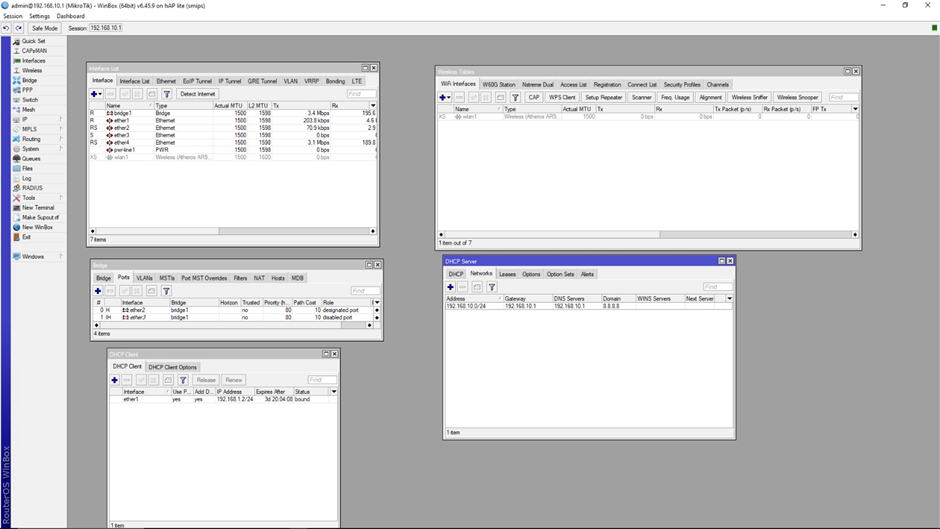 admin@192.168.10.1 (MikroTik) - WinBox (64bit) v6.45.9 on hAP lite (smips)
Session Settings Dashboard
Safe Mode Session: 192.168.10.1
Quick Set
CAPsMAN
Interfaces
Wireless
Bridge
PPP
Switch
Mesh
IP
MPLS
Routing
System
Queues
Files
Log
RADIUS
Tools
New Terminal
Make Supout.rif
New WinBox
Exit
Windows
RouterOS WinBox
Interface List
Interface Interface List Ethernet EoIP Tunnel IP Tunnel GRE Tunnel VLAN VRRP Bonding LTE
Detect Internet Find
Name Type Actual MTU L2 MTU Tx Rx
R bridge1 Bridge 1500 1598 3.4 Mbps 195.6
R ether1 Ethernet 1500 1598 203.8 kbps 4.6
RS ether2 Ethernet 1500 1598 70.9 kbps 2.9
S ether3 Ethernet 1500 1598 0 bps
RS ether4 Ethernet 1500 1598 3.1 Mbps 189.8
pwr-line1 PWR 1500 1598 0 bps
XS wlan1 Wireless (Atheros AR9... 1500 1600 0 bps
7 items
Wireless Tables
WiFi Interfaces W60G Station Nstreme Dual Access List Registration Connect List Security Profiles Channels
CAP WPS Client Setup Repeater Scanner Freq. Usage Alignment Wireless Sniffer Wireless Snooper Find
Name Type Actual MTU Tx Rx Tx Packet (p/s) Rx Packet (p/s) FP Tx
XS wlan1 Wireless (Atheros AR9... 1500 0 bps 0 bps 0 0
1 item out of 7
Bridge
Bridge Ports VLANs MSTIs Port MST Overrides Filters NAT Hosts MDB
Find
# Interface Bridge Horizon Trusted Priority (h... Path Cost Role
0 H ether2 bridge1 no 80 10 designated port
1 IH ether3 bridge1 no 80 10 disabled port
4 items
DHCP Server
DHCP Networks Leases Options Option Sets Alerts
Find
Address Gateway DNS Servers Domain WINS Servers Next Server
192.168.10.0/24 192.168.10.1 192.168.10.1 8.8.8.8
1 item
DHCP Client
DHCP Client DHCP Client Options
Release Renew Find
Interface Use P... Add D... IP Address Expires After Status
ether1 yes yes 192.168.1.2/24 3d 20:04:08 bound
1 item